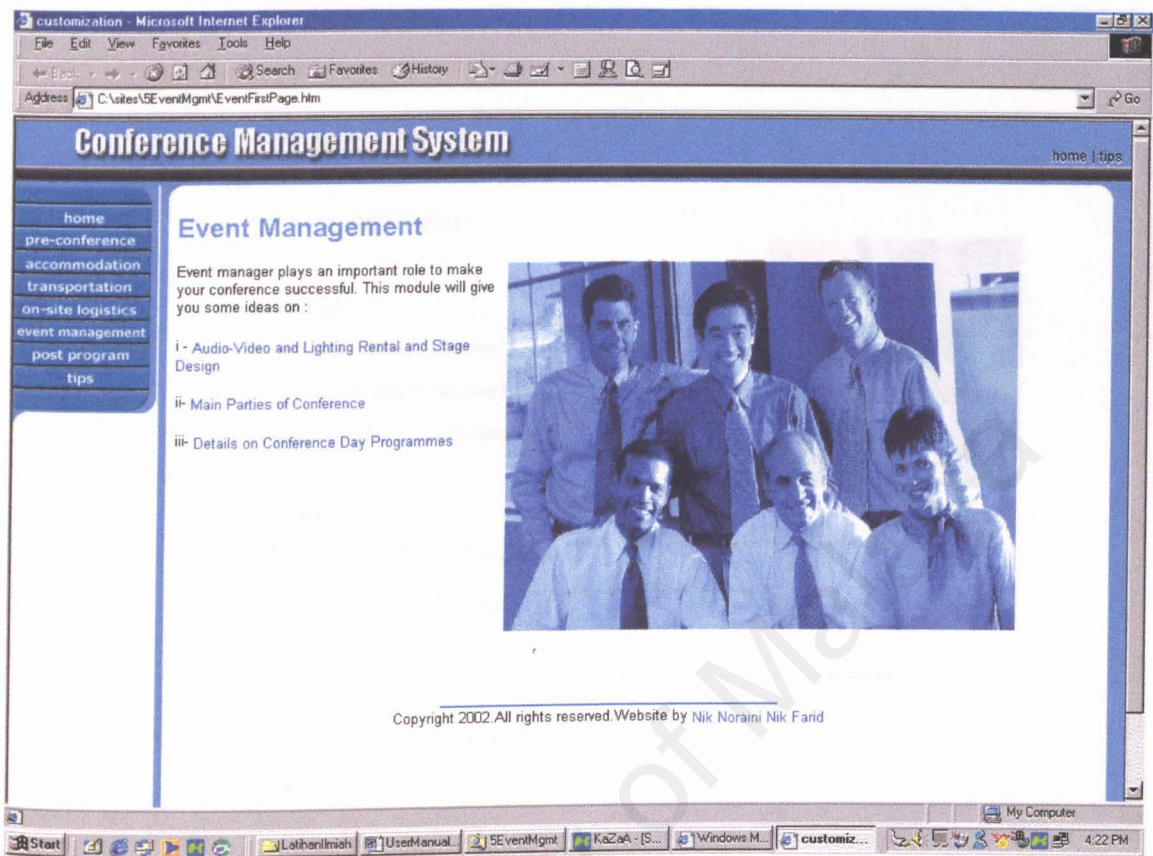 customization - Microsoft Internet Explorer
File Edit View Favorites Tools Help
Back Search Favorites History
Address C:\sites\5EventMgmt\EventFirstPage.htm Go
Conference Management System
home | tips
home
pre-conference
accommodation
transportation
on-site logistics
event management
post program
tips
Event Management
Event manager plays an important role to make
your conference successful. This module will give
you some ideas on :
i - Audio-Video and Lighting Rental and Stage
Design
ii- Main Parties of Conference
iii- Details on Conference Day Programmes
Copyright 2002.All rights reserved.Website by Nik Noraini Nik Farid
My Computer
Start LatihanIlmiah UserManual... 5EventMgmt KaZaA - [S... Windows M... customiz... 4:22 PM